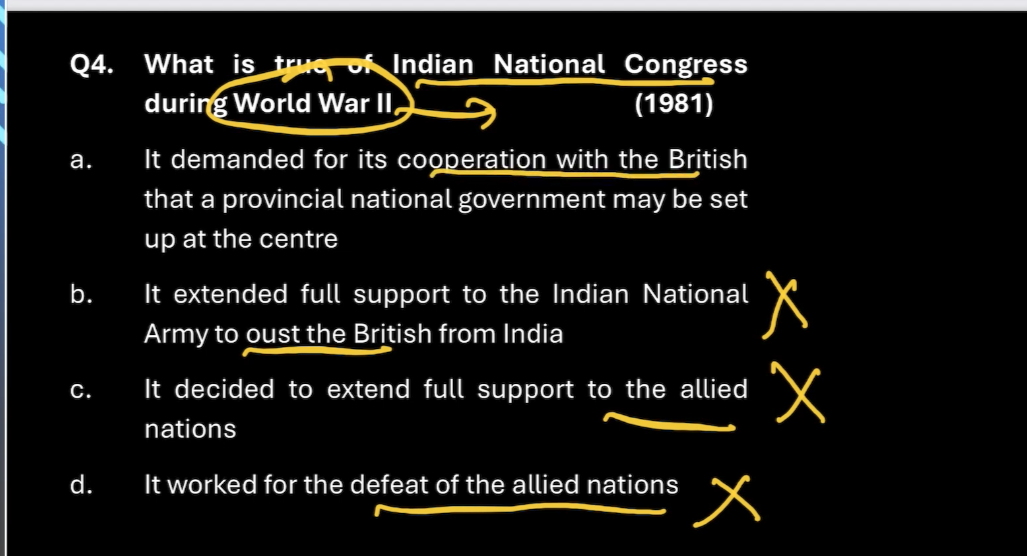 Q4. What is true of Indian National Congress
during World War II (1981)
a. It demanded for its cooperation with the British
that a provincial national government may be set
up at the centre
b. It extended full support to the Indian National
Army to oust the British from India
c. It decided to extend full support to the allied
nations
d. It worked for the defeat of the allied nations